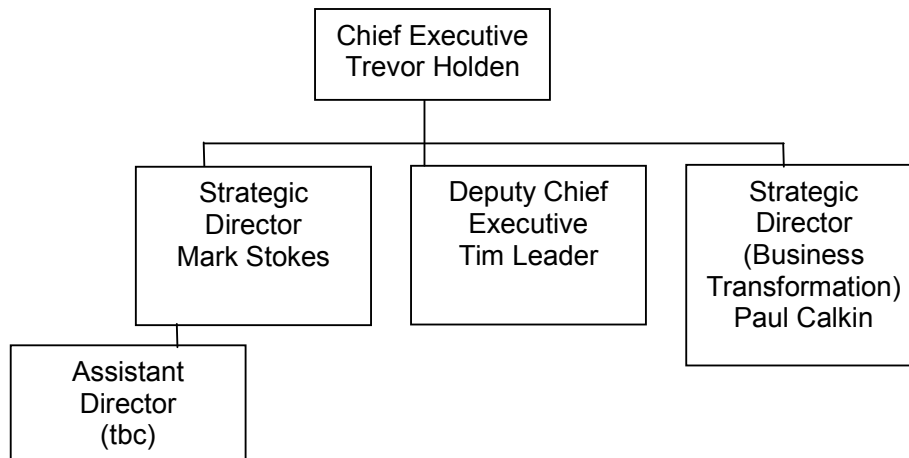 Chief Executive
Trevor Holden
Strategic
Director
Mark Stokes
Deputy Chief
Executive
Tim Leader
Strategic
Director
(Business
Transformation)
Paul Calkin
Assistant
Director
(tbc)